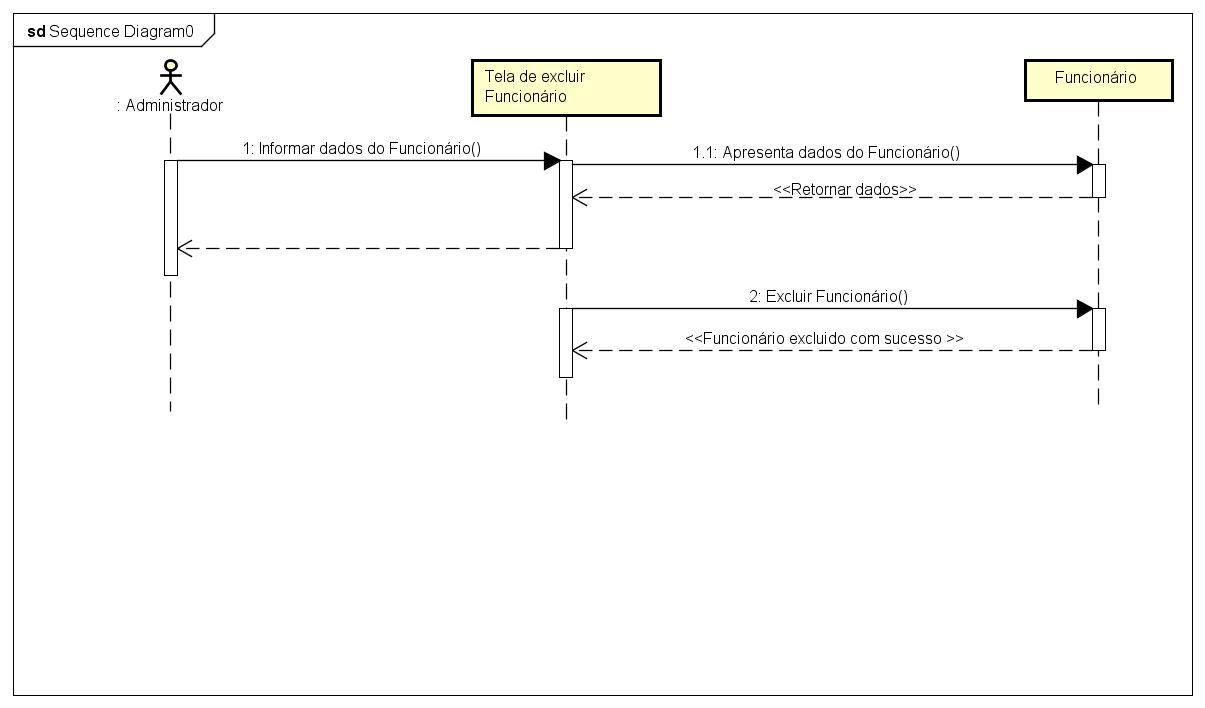 sd Sequence Diagram0
: Administrador
Tela de excluir
Funcionário
Funcionário
1: Informar dados do Funcionário()
1.1: Apresenta dados do Funcionário()
<<Retornar dados>>
2: Excluir Funcionário()
<<Funcionário excluido com sucesso >>